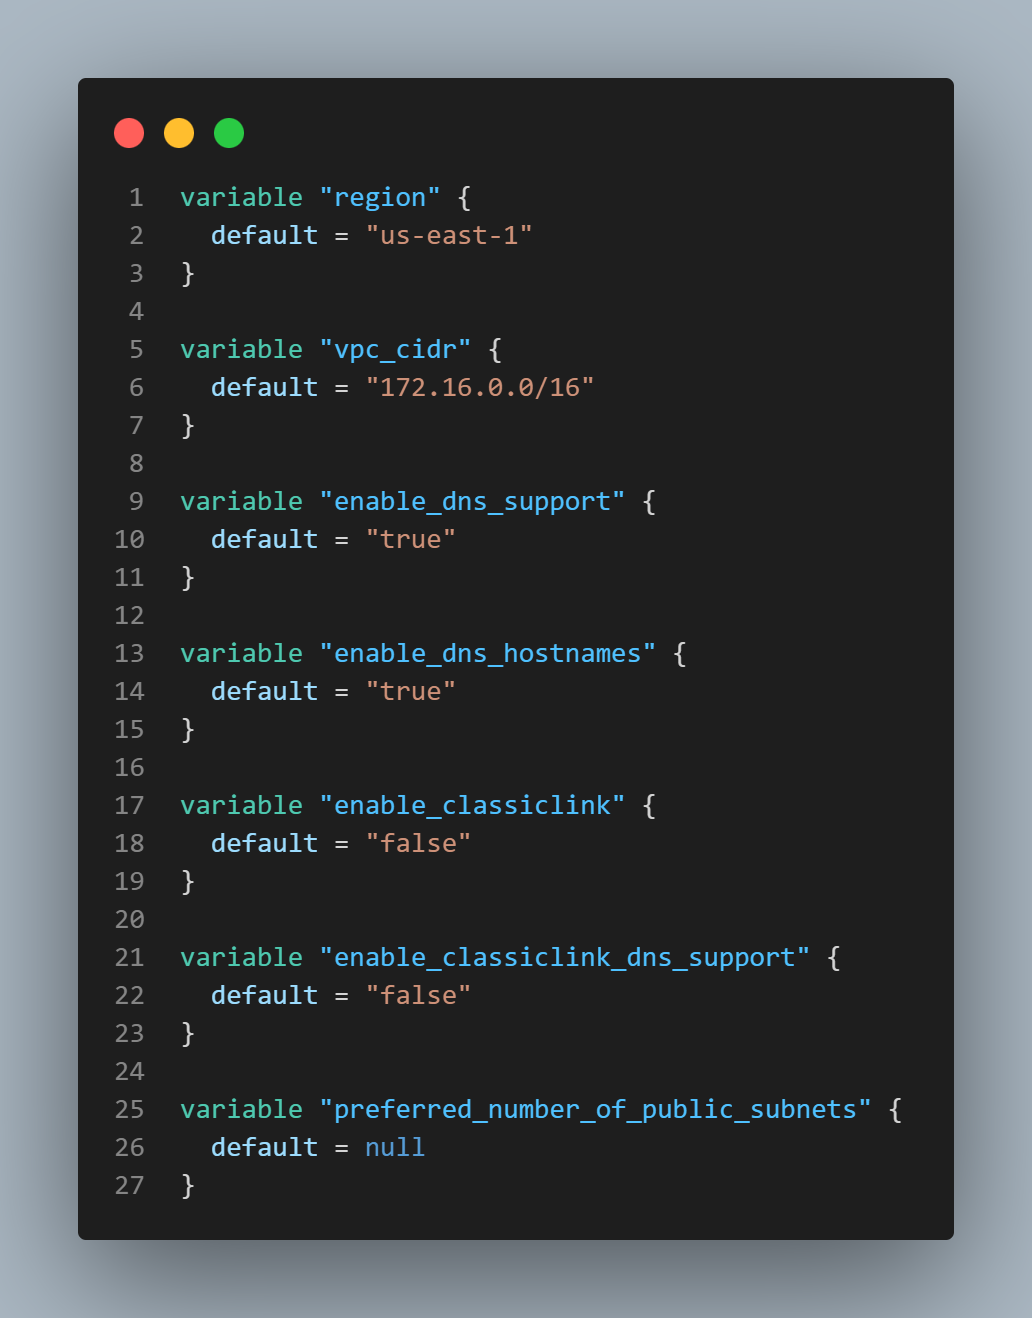 1 variable "region" {
2   default = "us-east-1"
3 }
4
5 variable "vpc_cidr" {
6   default = "172.16.0.0/16"
7 }
8
9 variable "enable_dns_support" {
10   default = "true"
11 }
12
13 variable "enable_dns_hostnames" {
14   default = "true"
15 }
16
17 variable "enable_classiclink" {
18   default = "false"
19 }
20
21 variable "enable_classiclink_dns_support" {
22   default = "false"
23 }
24
25 variable "preferred_number_of_public_subnets" {
26   default = null
27 }